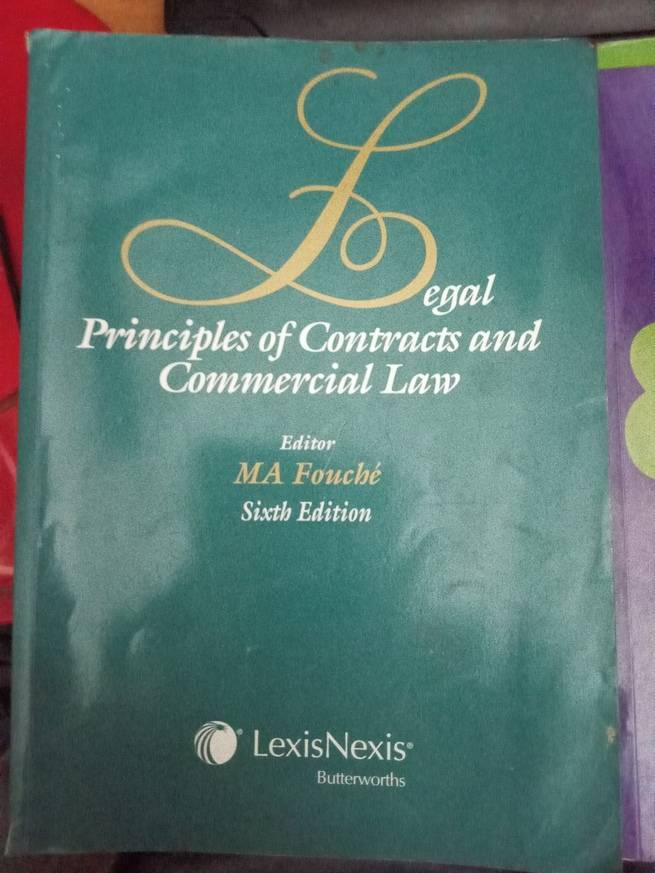 Legal
Principles of Contracts and
Commercial Law
Editor
MA Fouché
Sixth Edition
LexisNexis®
Butterworths